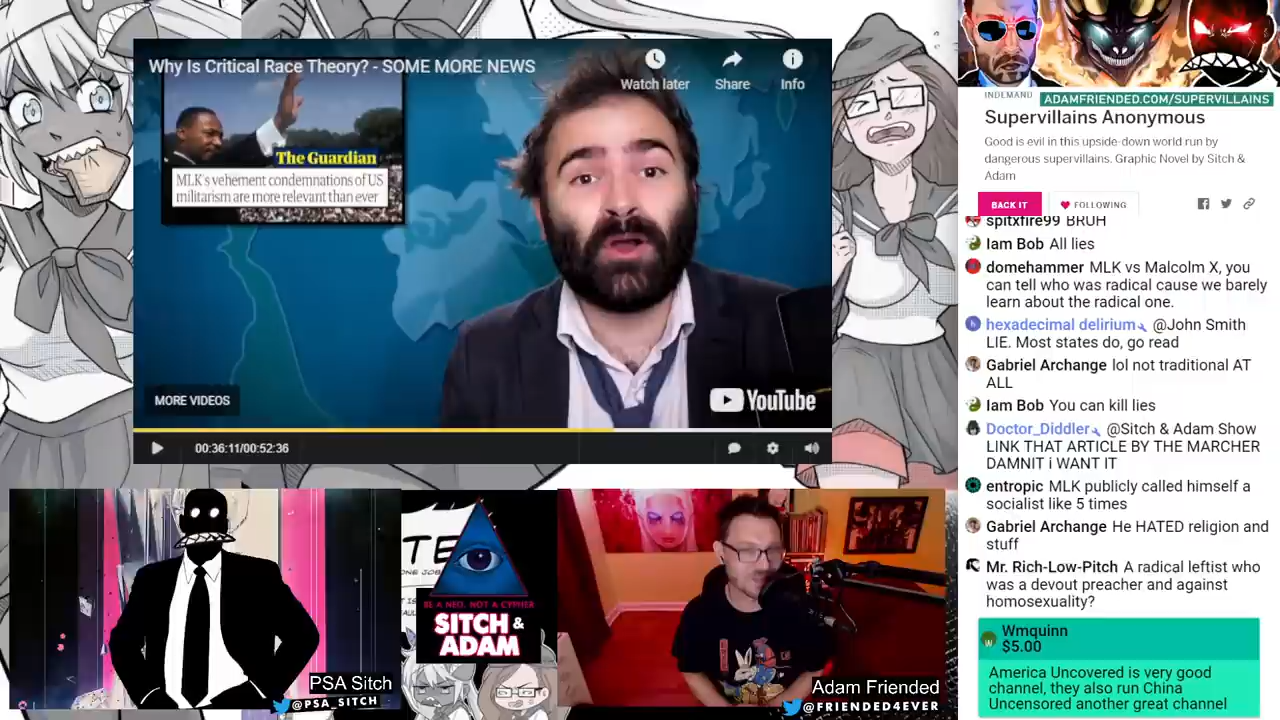 Why Is Critical Race Theory? - SOME MORE NEWS
Watch later
Share
Info
The Guardian
MLK's vehement condemnations of US
militarism are more relevant than ever
MORE VIDEOS
YouTube
00:36:11/00:52:36
PSA Sitch
@PSA_SITCH
BE A NEO, NOT A CYPHER
SITCH &
ADAM
Adam Friended
@FRIENDED4EVER
INDEMAND
ADAMFRIENDED.COM/SUPERVILLAINS
Supervillains Anonymous
Good is evil in this upside-down world run by
dangerous supervillains. Graphic Novel by Sitch &
Adam
BACK IT
FOLLOWING
spitxfire99 BRUH
Iam Bob All lies
domehammer MLK vs Malcolm X, you
can tell who was radical cause we barely
learn about the radical one.
hexadecimal delirium @John Smith
LIE. Most states do, go read
Gabriel Archange lol not traditional AT
ALL
Iam Bob You can kill lies
Doctor_Diddler @Sitch & Adam Show
LINK THAT ARTICLE BY THE MARCHER
DAMNIT i WANT IT
entropic MLK publicly called himself a
socialist like 5 times
Gabriel Archange He HATED religion and
stuff
Mr. Rich-Low-Pitch A radical leftist who
was a devout preacher and against
homosexuality?
Wmquinn
$5.00
America Uncovered is very good
channel, they also run China
Uncensored another great channel